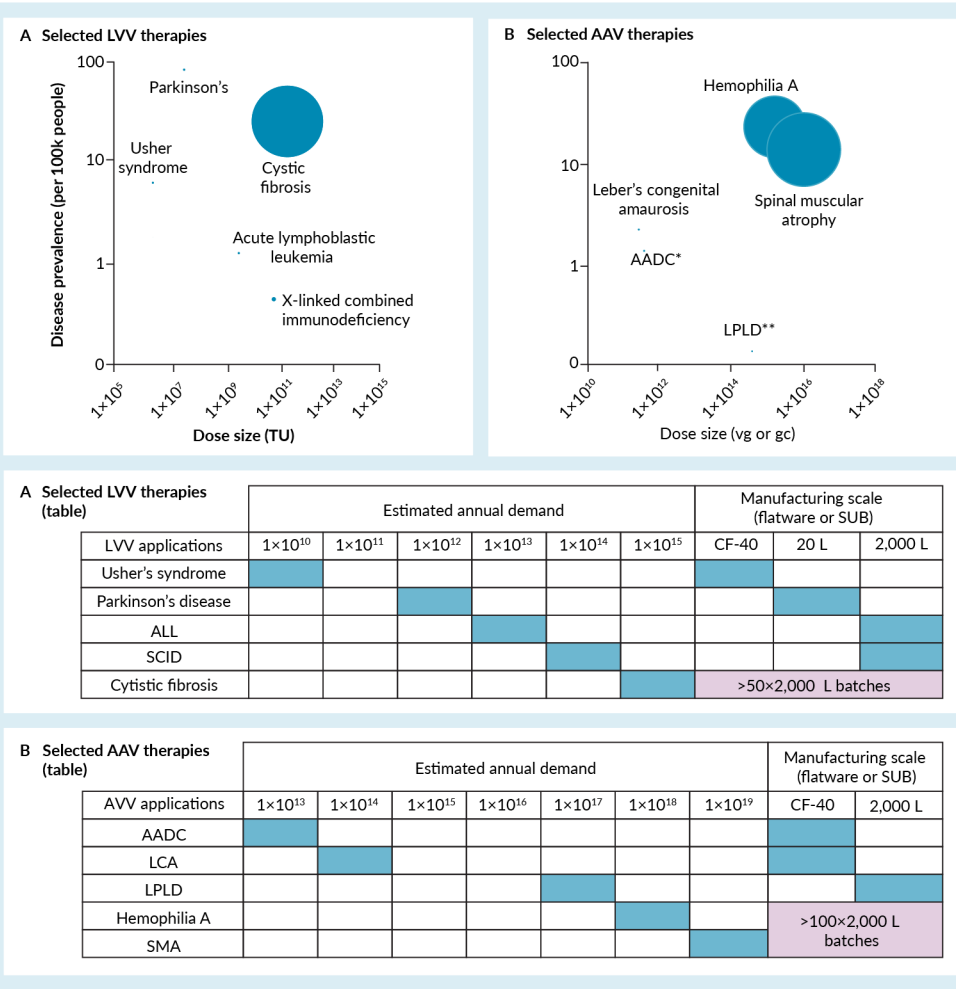 A Selected LVV therapies
Disease prevalence (per 100k people)
100
10
1
0
Parkinson's
Usher
syndrome
Cystic
fibrosis
Acute lymphoblastic
leukemia
X-linked combined
immunodeficiency
1×10⁵
1×10⁷
1×10⁹
1×10¹¹
1×10¹³
1×10¹⁵
Dose size (TU)
B Selected AAV therapies
100
10
1
0
Hemophilia A
Leber's congenital
amaurosis
Spinal muscular
atrophy
AADC*
LPLD**
1×10¹⁰
1×10¹²
1×10¹⁴
1×10¹⁶
1×10¹⁸
Dose size (vg or gc)
A Selected LVV therapies
(table)
Estimated annual demand
Manufacturing scale
(flatware or SUB)
LVV applications 1×10¹⁰ 1×10¹¹ 1×10¹² 1×10¹³ 1×10¹⁴ 1×10¹⁵ CF-40 20 L 2,000 L
Usher's syndrome
Parkinson's disease
ALL
SCID
Cytistic fibrosis >50×2,000 L batches
B Selected AAV therapies
(table)
Estimated annual demand
Manufacturing scale
(flatware or SUB)
AVV applications 1×10¹³ 1×10¹⁴ 1×10¹⁵ 1×10¹⁶ 1×10¹⁷ 1×10¹⁸ 1×10¹⁹ CF-40 2,000 L
AADC
LCA
LPLD
Hemophilia A
SMA
>100×2,000 L
batches